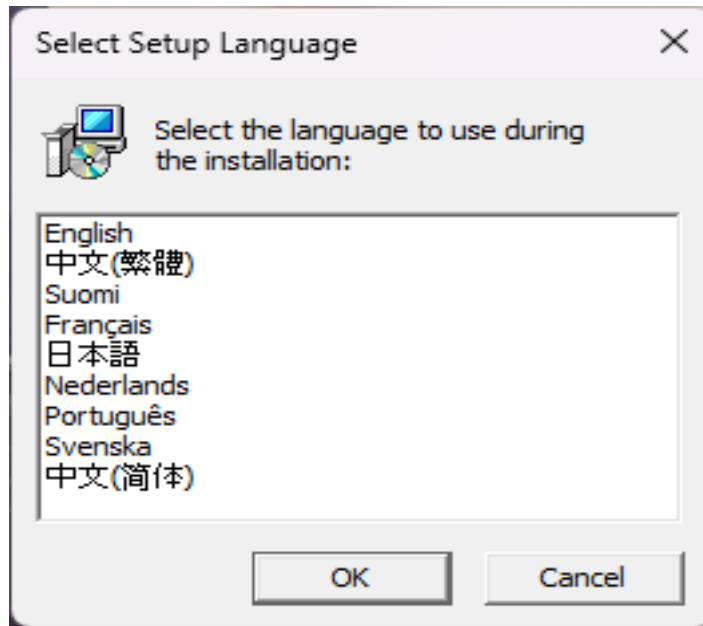 Select Setup Language
Select the language to use during
the installation:
English
中文(繁體)
Suomi
Français
日本語
Nederlands
Português
Svenska
中文(简体)
OK
Cancel